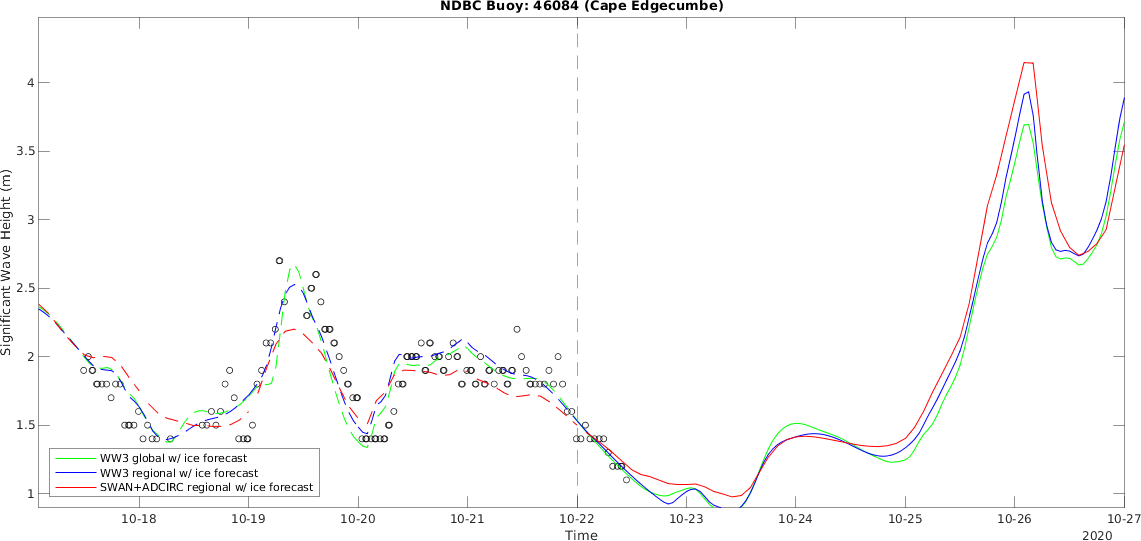 NDBC Buoy: 46084 (Cape Edgecumbe)
Significant Wave Height (m)
4
3.5
3
2.5
2
1.5
1
WW3 global w/ ice forecast
WW3 regional w/ ice forecast
SWAN+ADCIRC regional w/ ice forecast
10-18 10-19 10-20 10-21 10-22 10-23 10-24 10-25 10-26 10-27
Time
2020